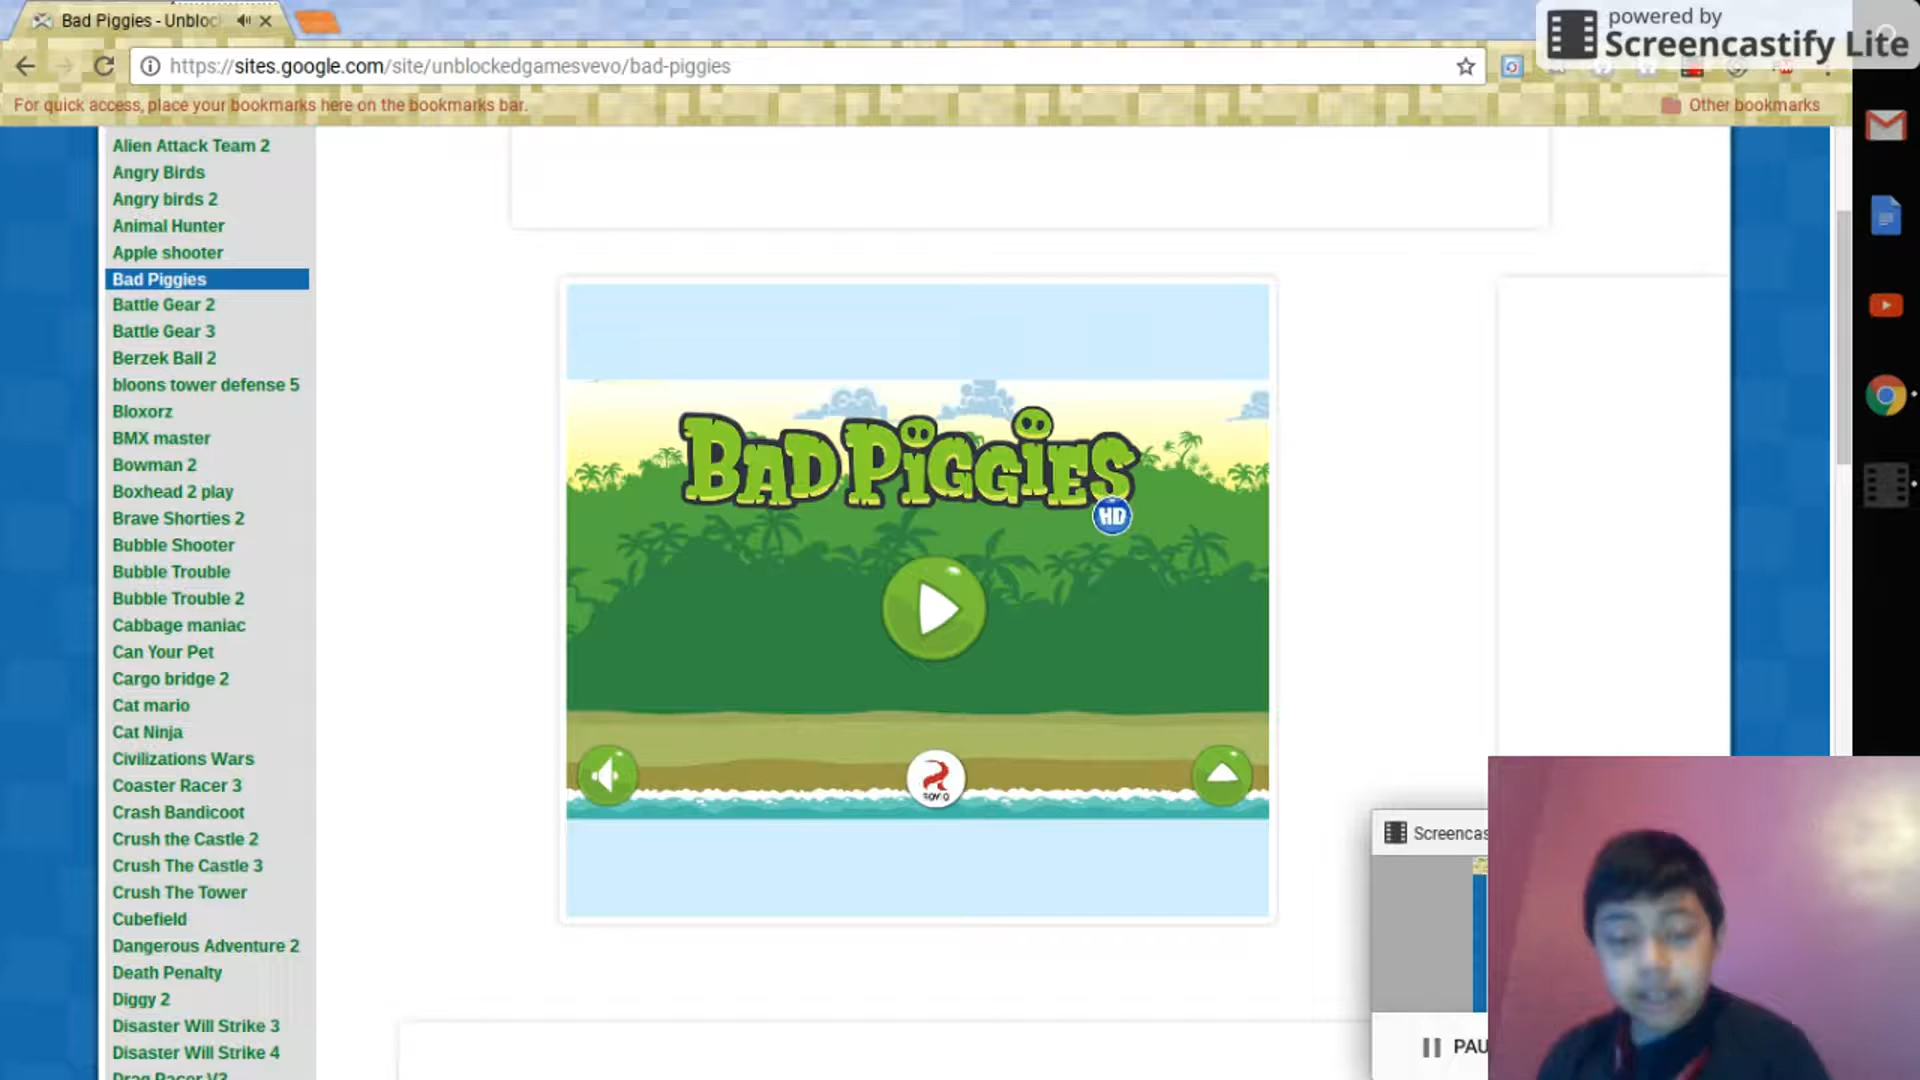 Bad Piggies - Unbloc
powered by
Screencastify Lite
https://sites.google.com/site/unblockedgamesvevo/bad-piggies
For quick access, place your bookmarks here on the bookmarks bar.
Other bookmarks
Alien Attack Team 2
Angry Birds
Angry birds 2
Animal Hunter
Apple shooter
Bad Piggies
Battle Gear 2
Battle Gear 3
Berzek Ball 2
bloons tower defense 5
Bloxorz
BMX master
Bowman 2
Boxhead 2 play
Brave Shorties 2
Bubble Shooter
Bubble Trouble
Bubble Trouble 2
Cabbage maniac
Can Your Pet
Cargo bridge 2
Cat mario
Cat Ninja
Civilizations Wars
Coaster Racer 3
Crash Bandicoot
Crush the Castle 2
Crush The Castle 3
Crush The Tower
Cubefield
Dangerous Adventure 2
Death Penalty
Diggy 2
Disaster Will Strike 3
Disaster Will Strike 4
Drag Racer V3
BAD PIGGIES
HD
ROVIO
Screencas
PAU